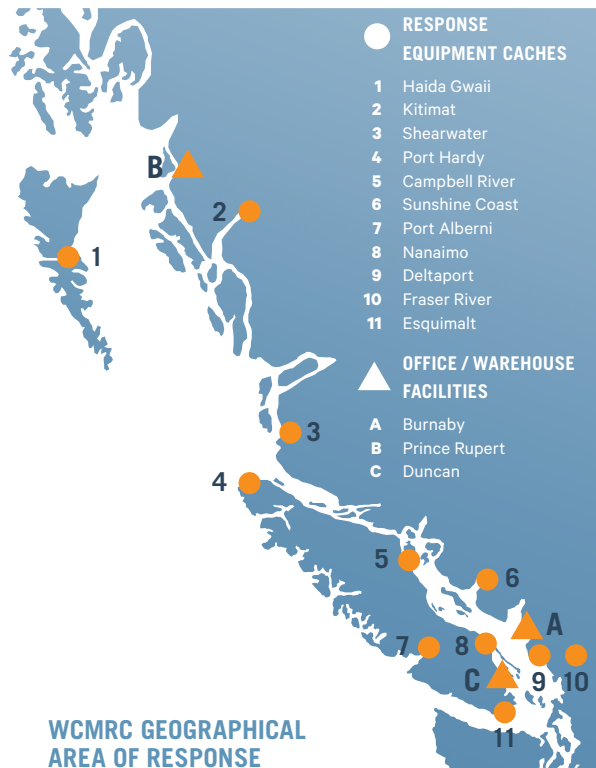 RESPONSE
EQUIPMENT CACHES
1 Haida Gwaii
2 Kitimat
3 Shearwater
4 Port Hardy
5 Campbell River
6 Sunshine Coast
7 Port Alberni
8 Nanaimo
9 Deltaport
10 Fraser River
11 Esquimalt
OFFICE / WAREHOUSE
FACILITIES
A Burnaby
B Prince Rupert
C Duncan
B
2
1
3
4
5
6
A
7
8
C
9
10
11
WCMRC GEOGRAPHICAL
AREA OF RESPONSE